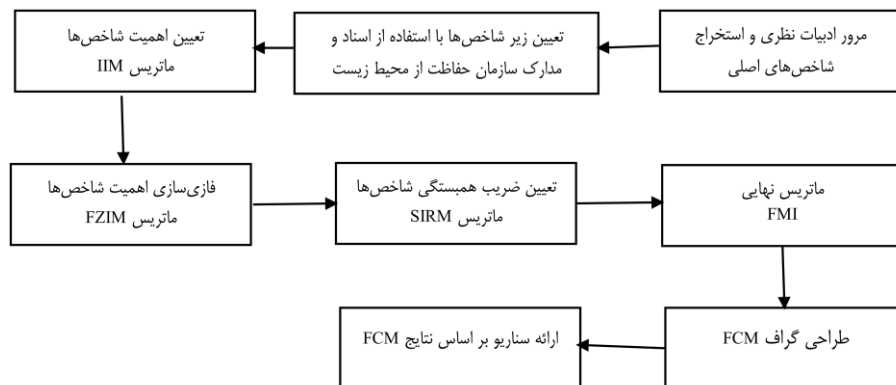 مرور ادبیات نظری و استخراج
شاخص‌های اصلی
تعیین زیر شاخص‌ها با استفاده از اسناد و
مدارک سازمان حفاظت از محیط زیست
تعیین اهمیت شاخص‌ها
ماتریس IIM
فازی‌سازی اهمیت شاخص‌ها
ماتریس FZIM
تعیین ضریب همبستگی شاخص‌ها
ماتریس SIRM
ماتریس نهایی
FMI
طراحی گراف FCM
ارائه سناریو بر اساس نتایج FCM